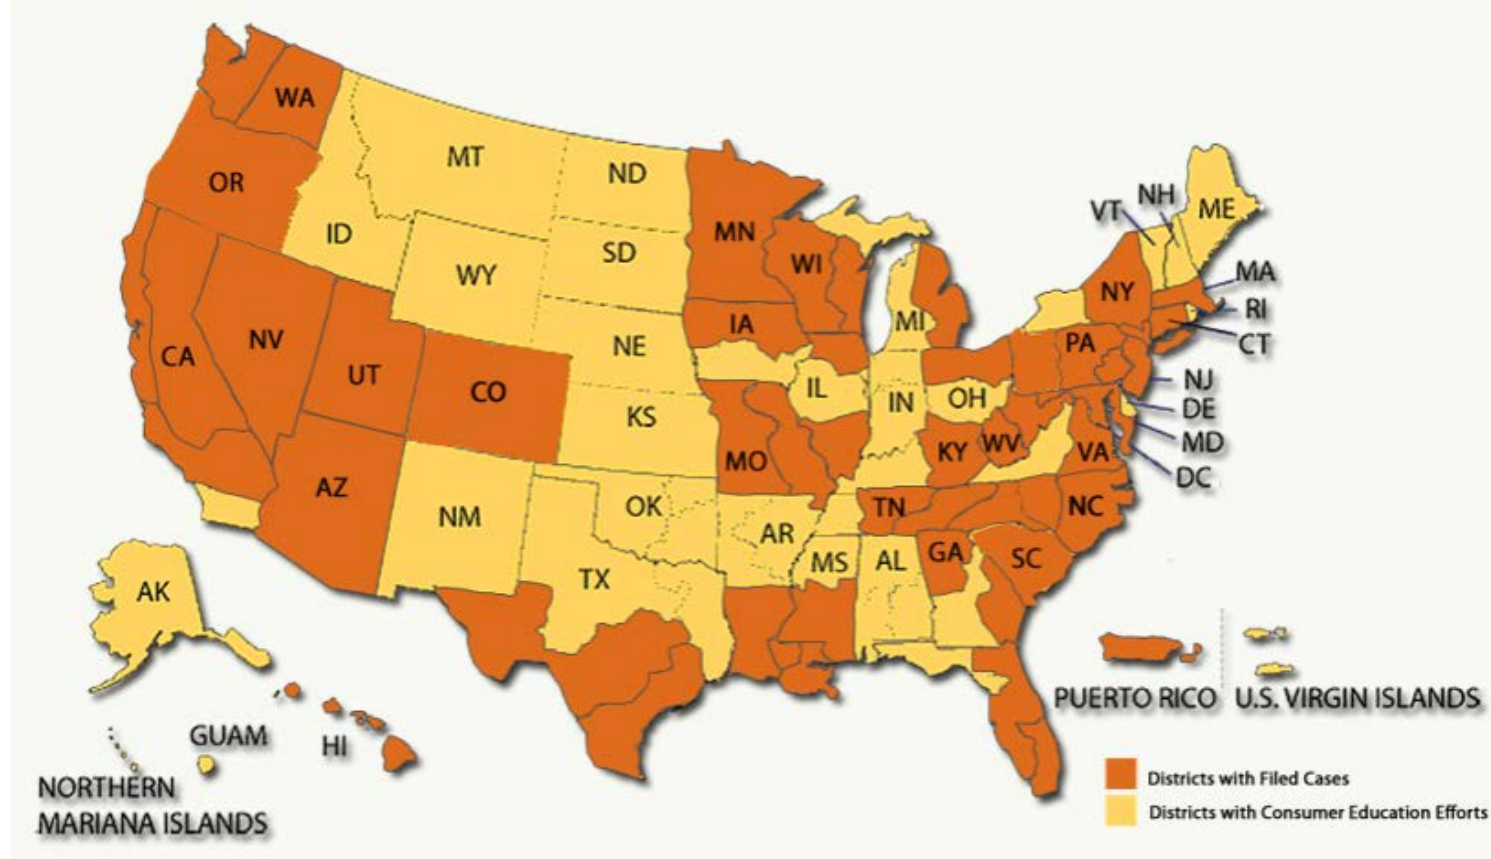 WA
MT
ND
OR
MN
ID
SD
WY
WI
VT
NH
ME
MA
NY
RI
CT
IA
MI
NV
NE
PA
CA
UT
CO
IL
IN
OH
NJ
DE
KS
MD
MO
KY
WV
VA
DC
AZ
NM
OK
TN
NC
AR
MS
AL
GA
SC
TX
AK
PUERTO RICO
U.S. VIRGIN ISLANDS
GUAM
HI
NORTHERN
MARIANA ISLANDS
Districts with Filed Cases
Districts with Consumer Education Efforts